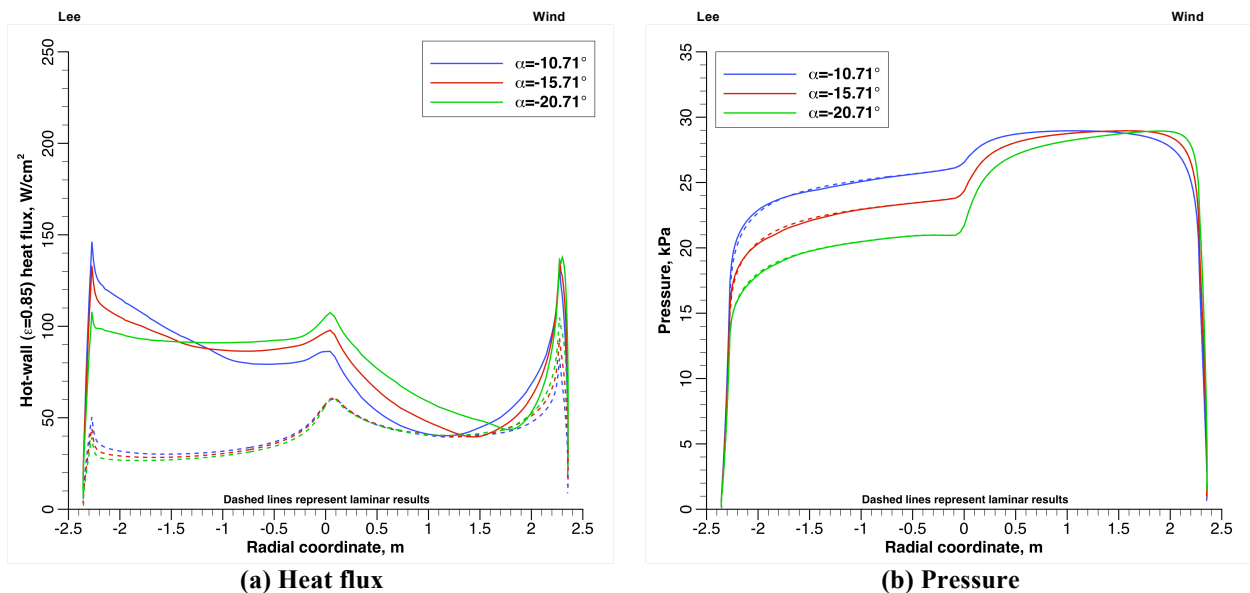 Lee
Wind
Hot-wall (ε=0.85) heat flux, W/cm²
250
200
150
100
50
0
α=-10.71°
α=-15.71°
α=-20.71°
Dashed lines represent laminar results
-2.5 -2 -1.5 -1 -0.5 0 0.5 1 1.5 2 2.5
Radial coordinate, m
(a) Heat flux
Lee
Wind
Pressure, kPa
35
30
25
20
15
10
5
0
α=-10.71°
α=-15.71°
α=-20.71°
Dashed lines represent laminar results
-2.5 -2 -1.5 -1 -0.5 0 0.5 1 1.5 2 2.5
Radial coordinate, m
(b) Pressure